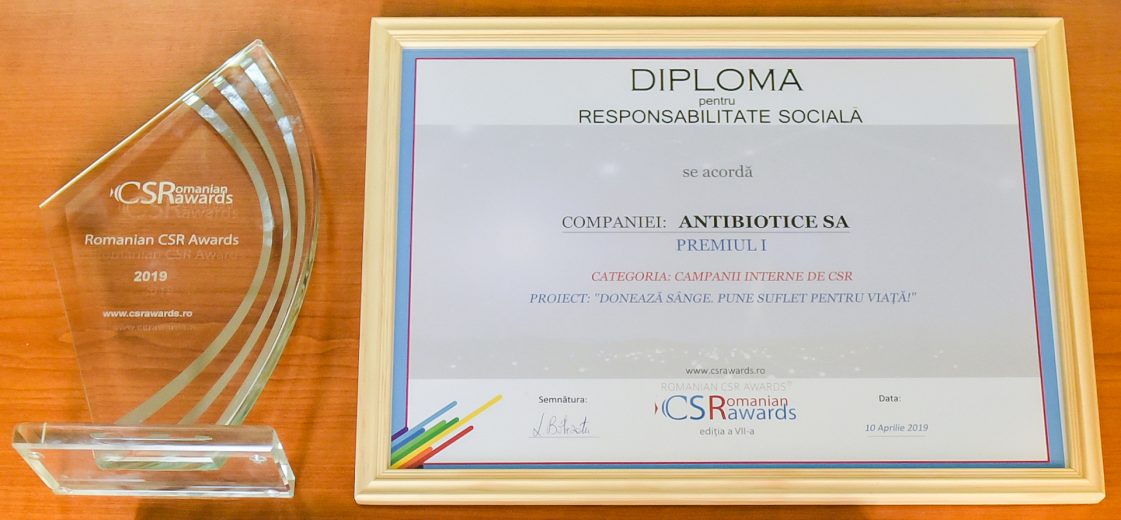 CSRomanian awards
Romanian CSR Awards
2019
www.csrawards.ro
DIPLOMA
pentru
RESPONSABILITATE SOCIALĂ
se acordă
COMPANIEI: ANTIBIOTICE SA
PREMIUL I
CATEGORIA: CAMPANII INTERNE DE CSR
PROIECT: "DONEAZĂ SÂNGE. PUNE SUFLET PENTRU VIAȚĂ!"
www.csrawards.ro
ROMANIAN CSR AWARDS®
CSRomanian awards
ediția a VII-a
Semnătura:
Data:
10 Aprilie 2019